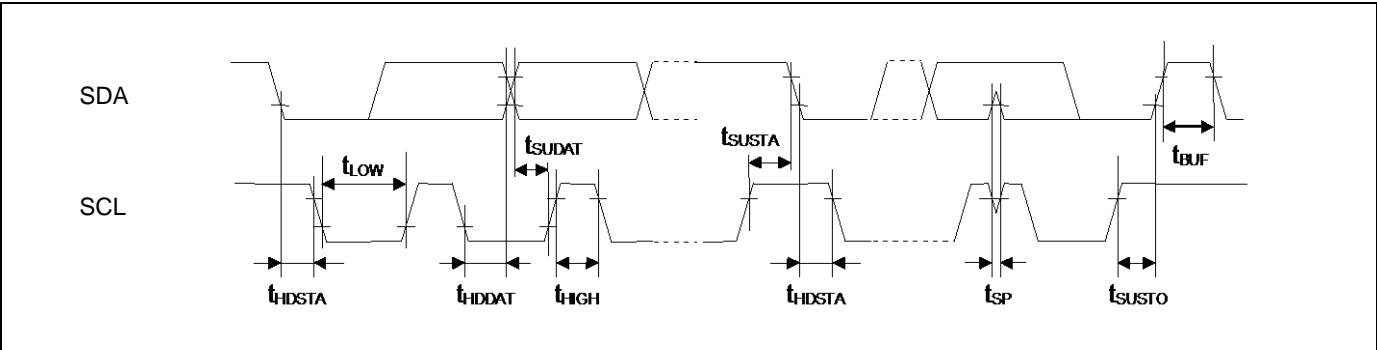 SDA
tSUSTA
tSUDAT
tBUF
tLOW
SCL
tHDSTA
tHDDAT
tHIGH
tHDSTA
tSP
tSUSTO